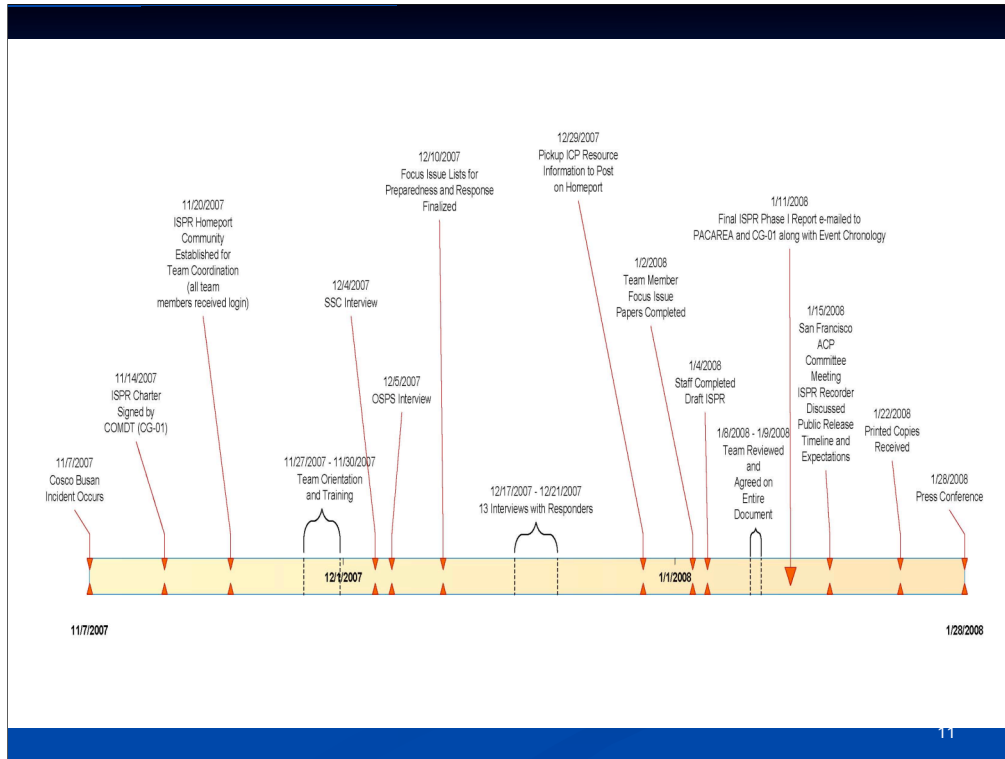 11/7/2007
Cosco Busan
Incident Occurs
11/14/2007
ISPR Charter
Signed by
COMDT (CG-01)
11/20/2007
ISPR Homeport
Community
Established for
Team Coordination
(all team
members received login)
11/27/2007 - 11/30/2007
Team Orientation
and Training
12/4/2007
SSC Interview
12/5/2007
OSPS Interview
12/10/2007
Focus Issue Lists for
Preparedness and Response
Finalized
12/17/2007 - 12/21/2007
13 Interviews with Responders
12/29/2007
Pickup ICP Resource
Information to Post
on Homeport
1/2/2008
Team Member
Focus Issue
Papers Completed
1/4/2008
Staff Completed
Draft ISPR
1/8/2008 - 1/9/2008
Team Reviewed
and
Agreed on
Entire
Document
1/11/2008
Final ISPR Phase I Report e-mailed to
PACAREA and CG-01 along with Event Chronology
1/15/2008
San Francisco
ACP
Committee
Meeting
ISPR Recorder
Discussed
Public Release
Timeline and
Expectations
1/22/2008
Printed Copies
Received
1/28/2008
Press Conference
12/1/2007
1/1/2008
11/7/2007
1/28/2008
11